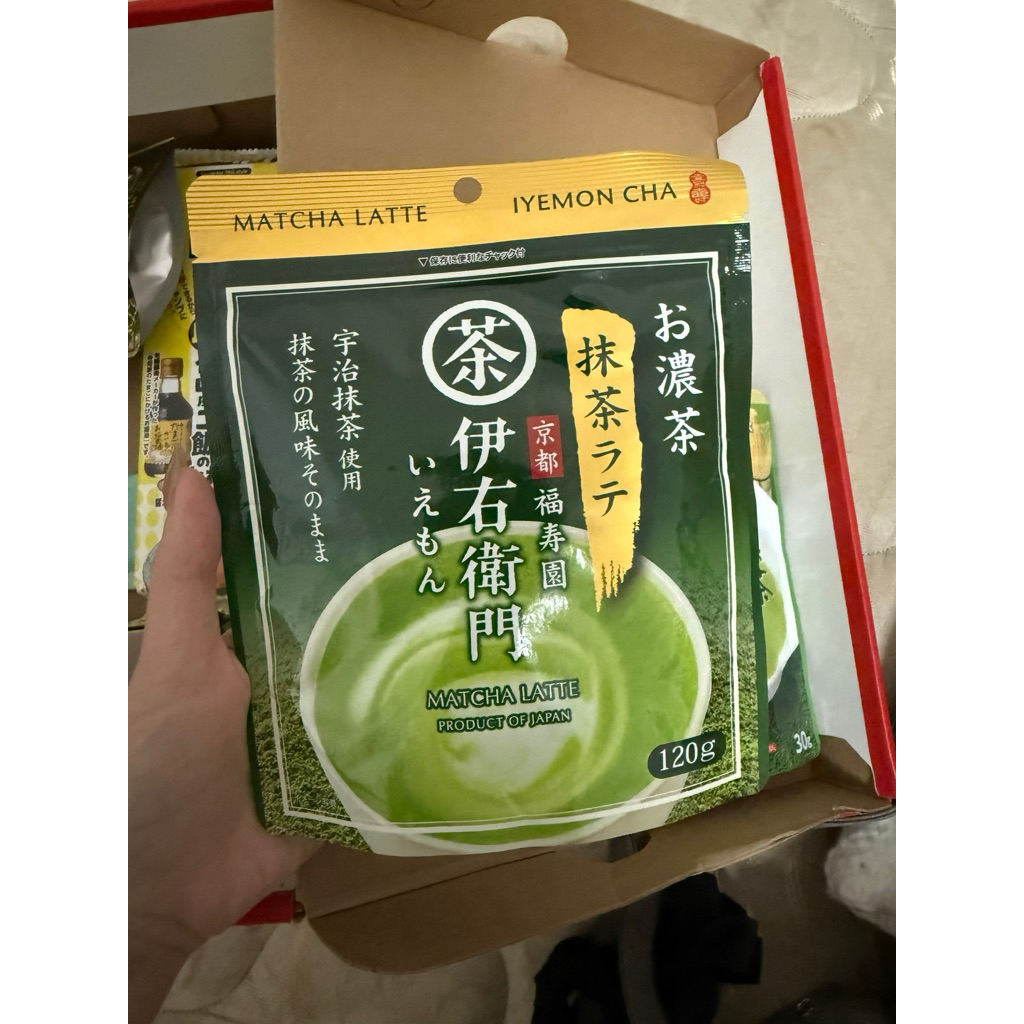 MATCHA LATTE
IYEMON CHA
▼保存に便利なチャック付
お濃茶
抹茶ラテ
京都 福寿園
茶
伊右衛門
いえもん
宇治抹茶使用
抹茶の風味そのまま
MATCHA LATTE
PRODUCT OF JAPAN
120g
30g